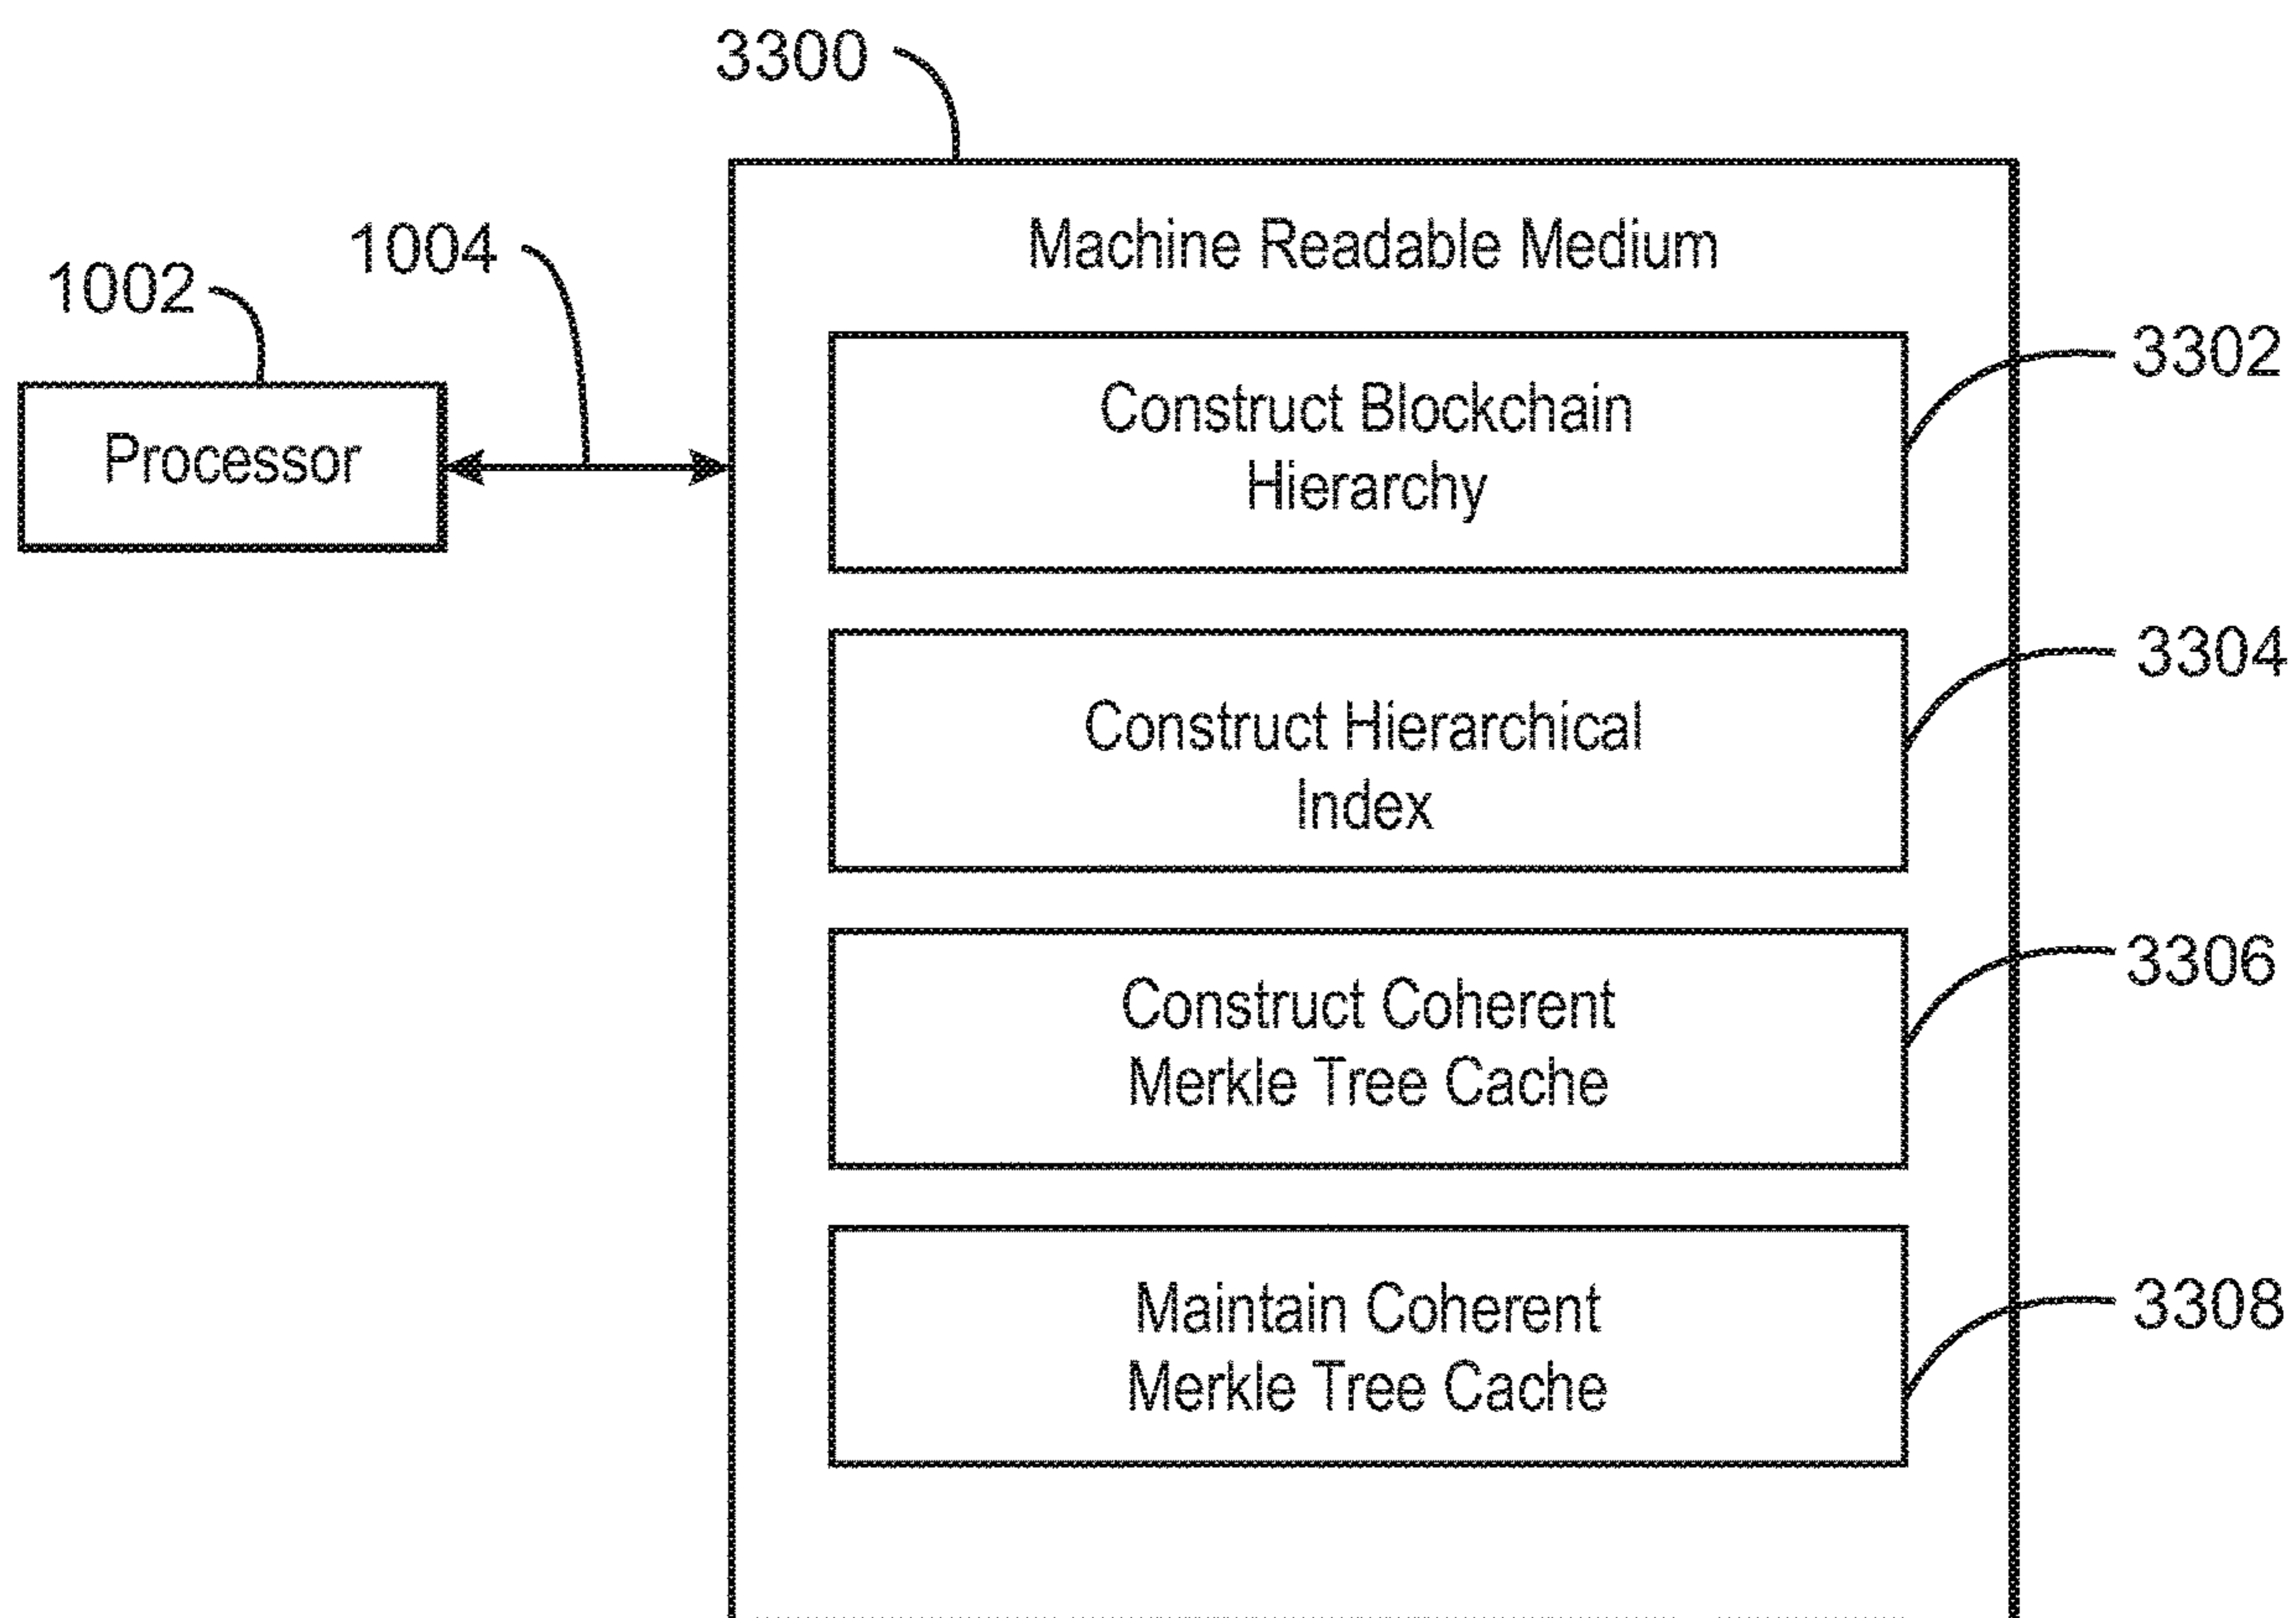 3300
1004
1002
Machine Readable Medium
Processor
Construct Blockchain
Hierarchy
3302
Construct Hierarchical
Index
3304
Construct Coherent
Merkle Tree Cache
3306
Maintain Coherent
Merkle Tree Cache
3308